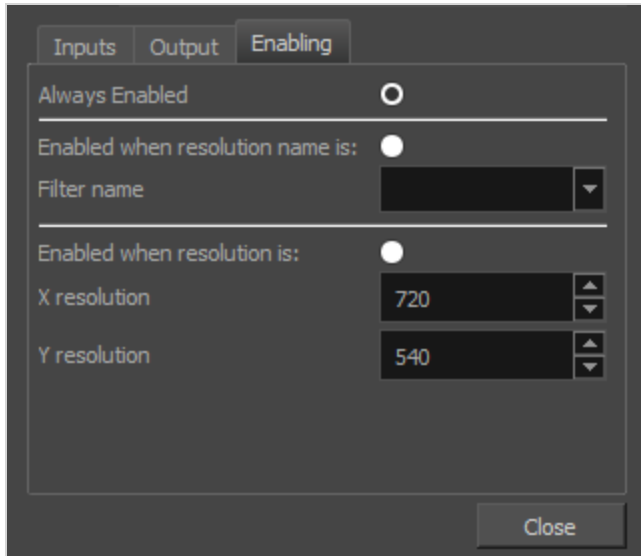 Inputs Output Enabling
Always Enabled
Enabled when resolution name is:
Filter name
Enabled when resolution is:
X resolution 720
Y resolution 540
Close